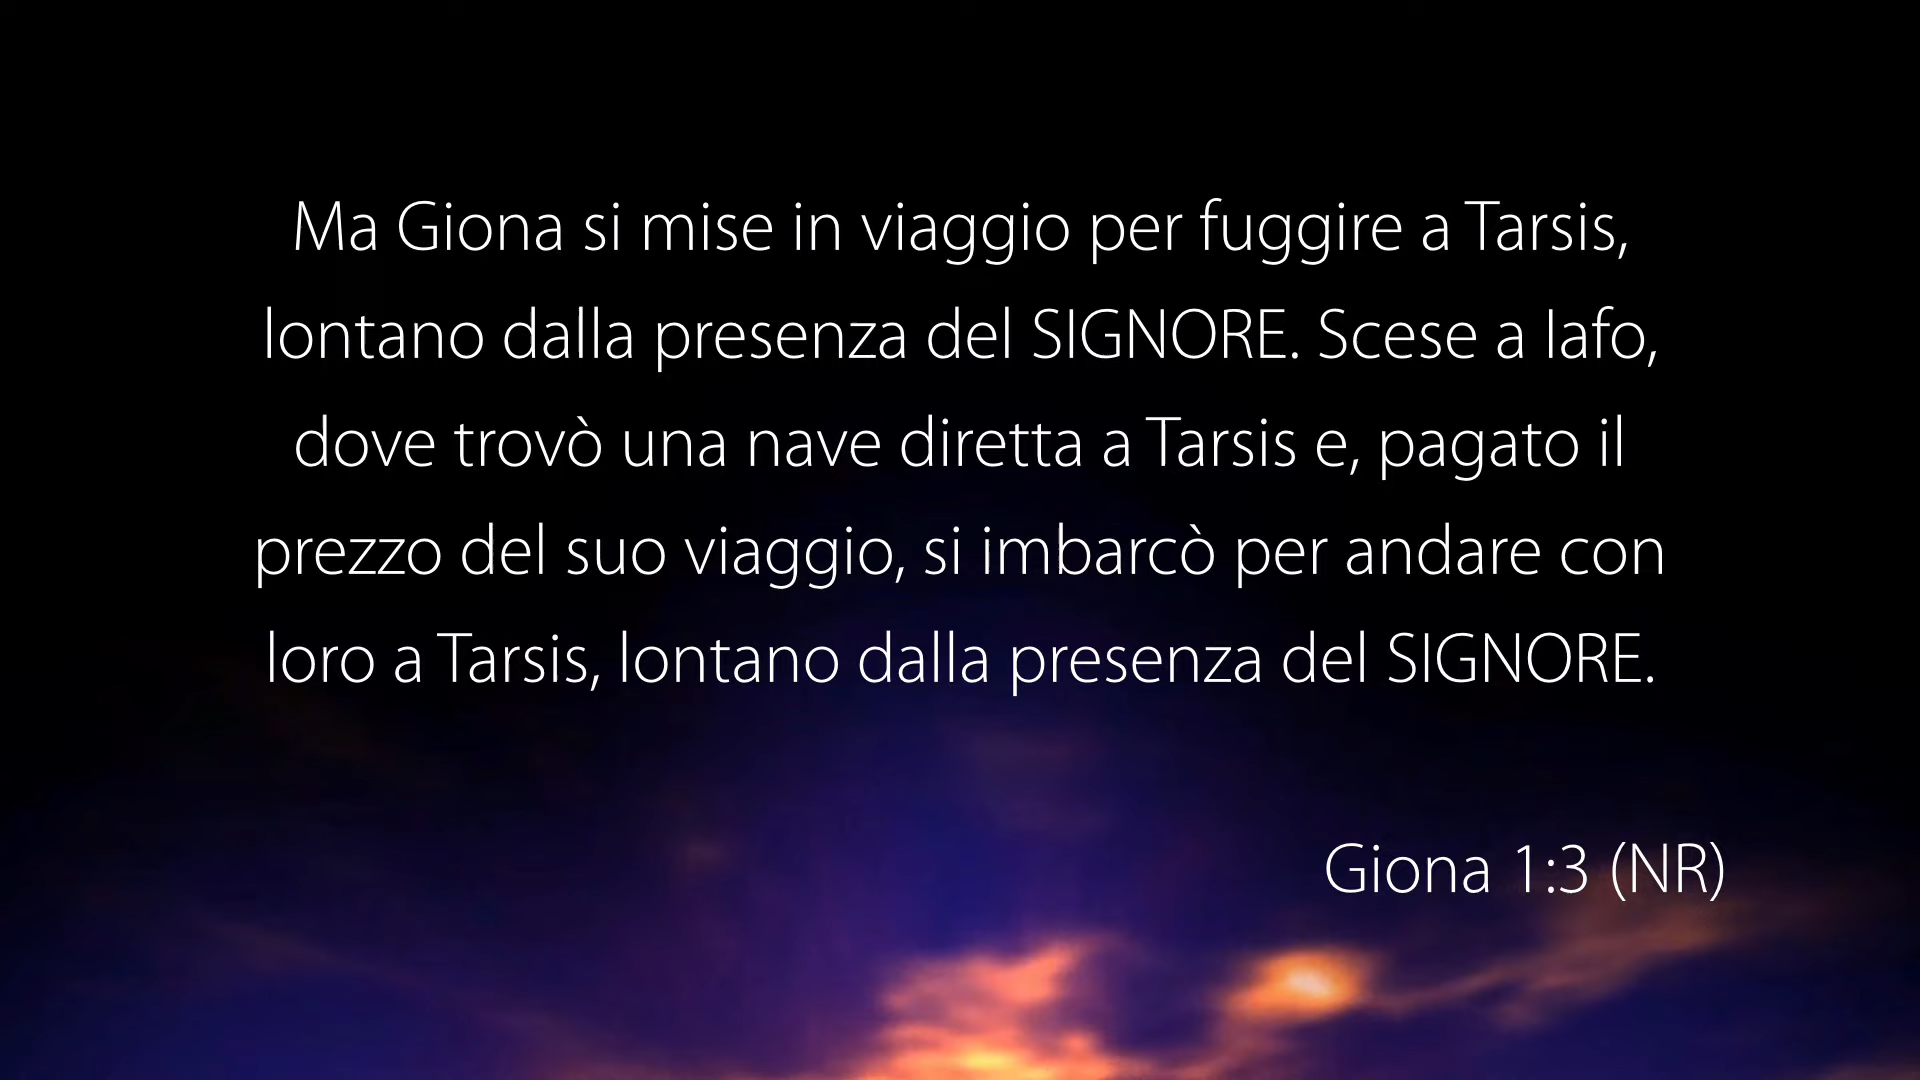 Ma Giona si mise in viaggio per fuggire a Tarsis,
lontano dalla presenza del SIGNORE. Scese a Iafo,
dove trovò una nave diretta a Tarsis e, pagato il
prezzo del suo viaggio, si imbarcò per andare con
loro a Tarsis, lontano dalla presenza del SIGNORE.
Giona 1:3 (NR)